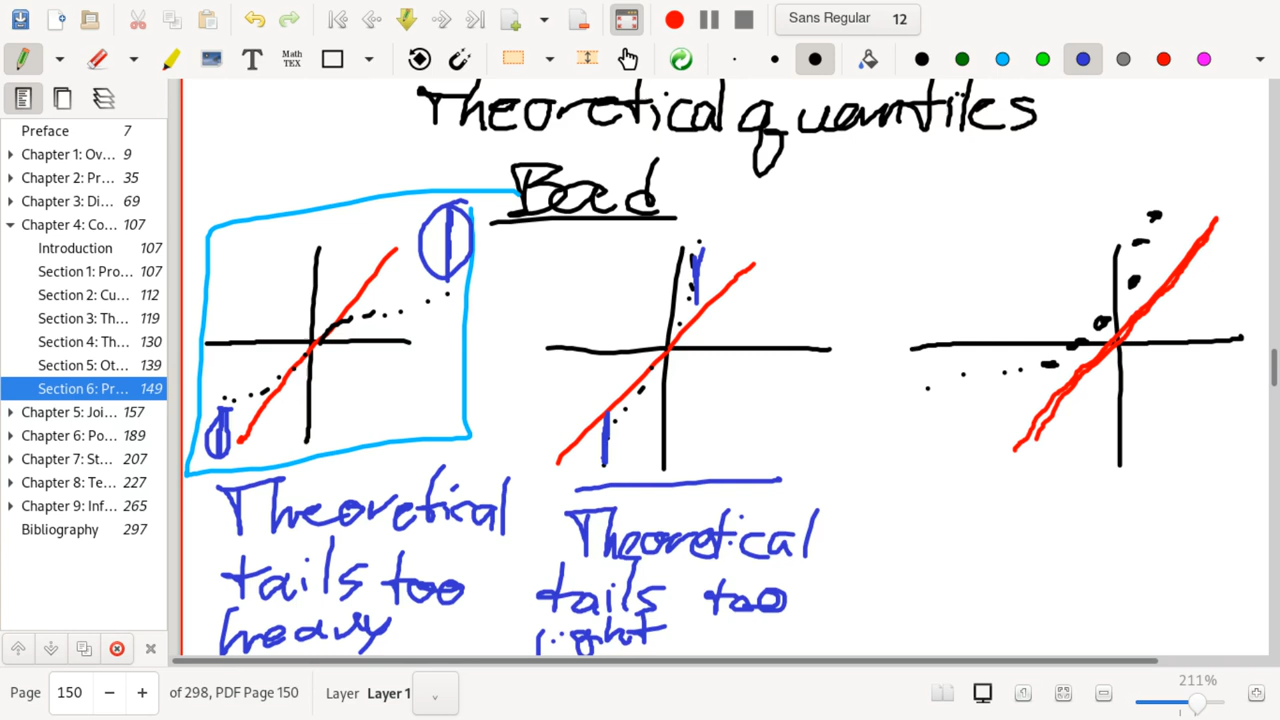 Sans Regular 12
T Math TEX
Preface 7
Chapter 1: Ov... 9
Chapter 2: Pr... 35
Chapter 3: Di... 69
Chapter 4: Co... 107
Introduction 107
Section 1: Pro... 107
Section 2: Cu... 112
Section 3: Th... 119
Section 4: Th... 130
Section 5: Ot... 139
Section 6: Pr... 149
Chapter 5: Joi... 157
Chapter 6: Po... 189
Chapter 7: St... 207
Chapter 8: Te... 227
Chapter 9: Inf... 265
Bibliography 297
Theoretical quantiles
Bad
Theoretical
tails too
heavy
Theoretical
tails too
light
Page 150 of 298, PDF Page 150 Layer Layer 1 211%